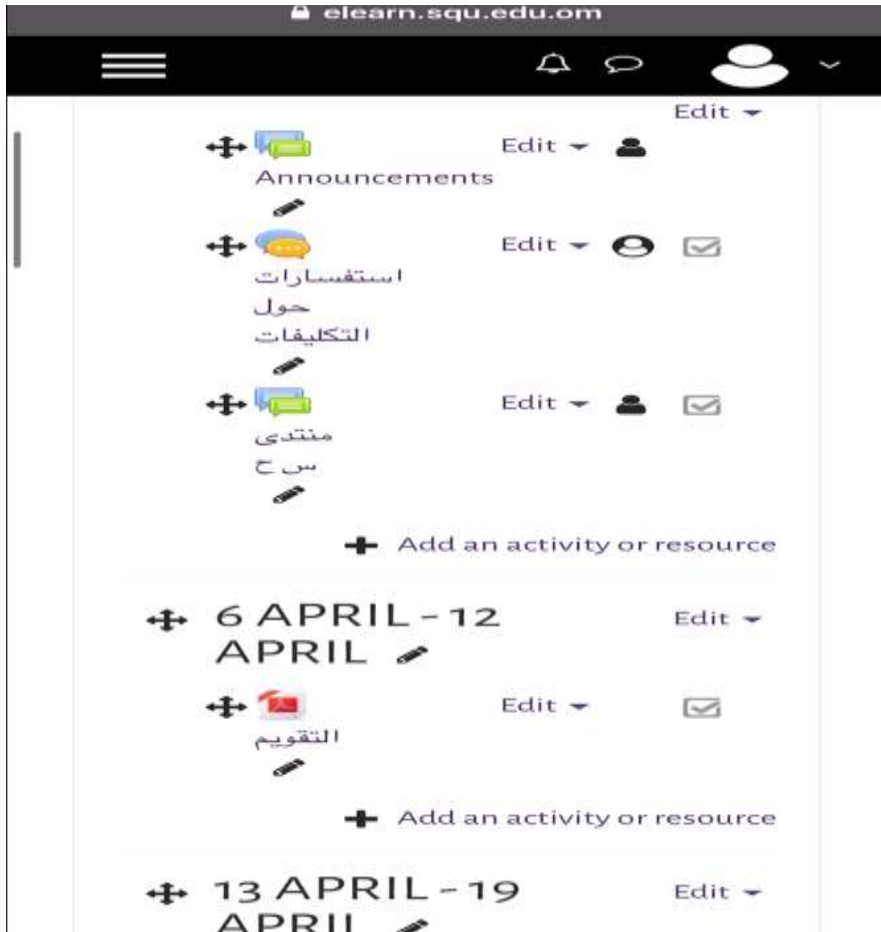 elearn.squ.edu.om
Edit
Edit
Announcements
Edit
استفسارات
حول
التكليفات
Edit
منتدى
س ح
Add an activity or resource
6 APRIL - 12
APRIL
Edit
Edit
التقويم
Add an activity or resource
13 APRIL - 19
APRIL
Edit